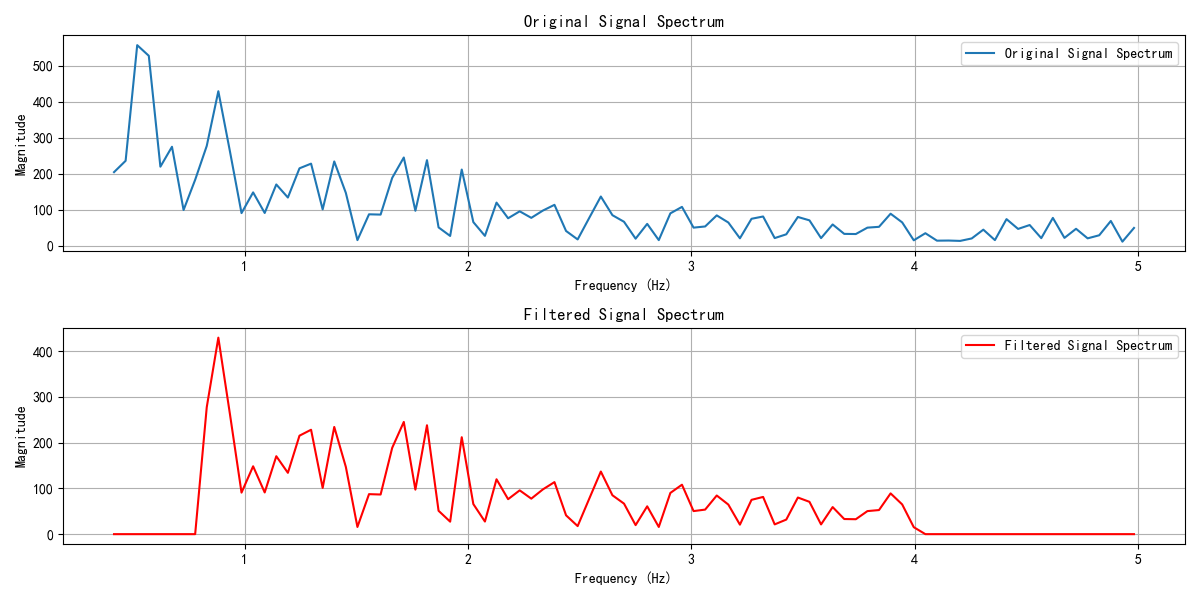 Original Signal Spectrum
Original Signal Spectrum
500
400
300
200
100
0
Magnitude
1 2 3 4 5
Frequency (Hz)
Filtered Signal Spectrum
Filtered Signal Spectrum
400
300
200
100
0
Magnitude
1 2 3 4 5
Frequency (Hz)